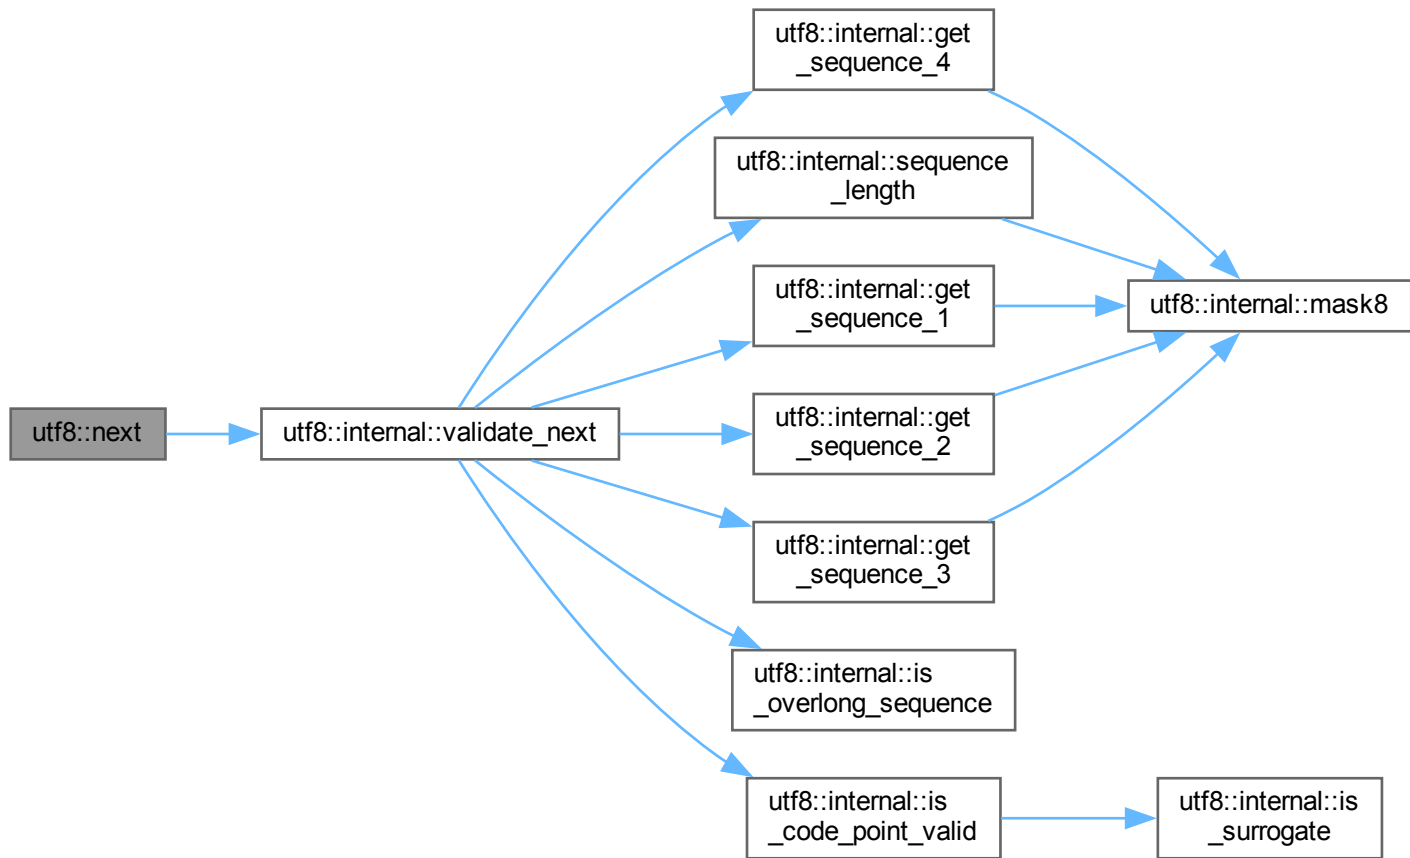 utf8::internal::get
_sequence_4
utf8::internal::sequence
_length
utf8::internal::get
_sequence_1
utf8::internal::mask8
utf8::next
utf8::internal::validate_next
utf8::internal::get
_sequence_2
utf8::internal::get
_sequence_3
utf8::internal::is
_overlong_sequence
utf8::internal::is
_code_point_valid
utf8::internal::is
_surrogate